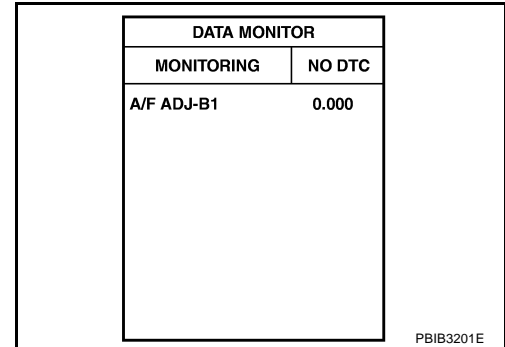 DATA MONITOR
MONITORING NO DTC
A/F ADJ-B1 0.000
PBIB3201E